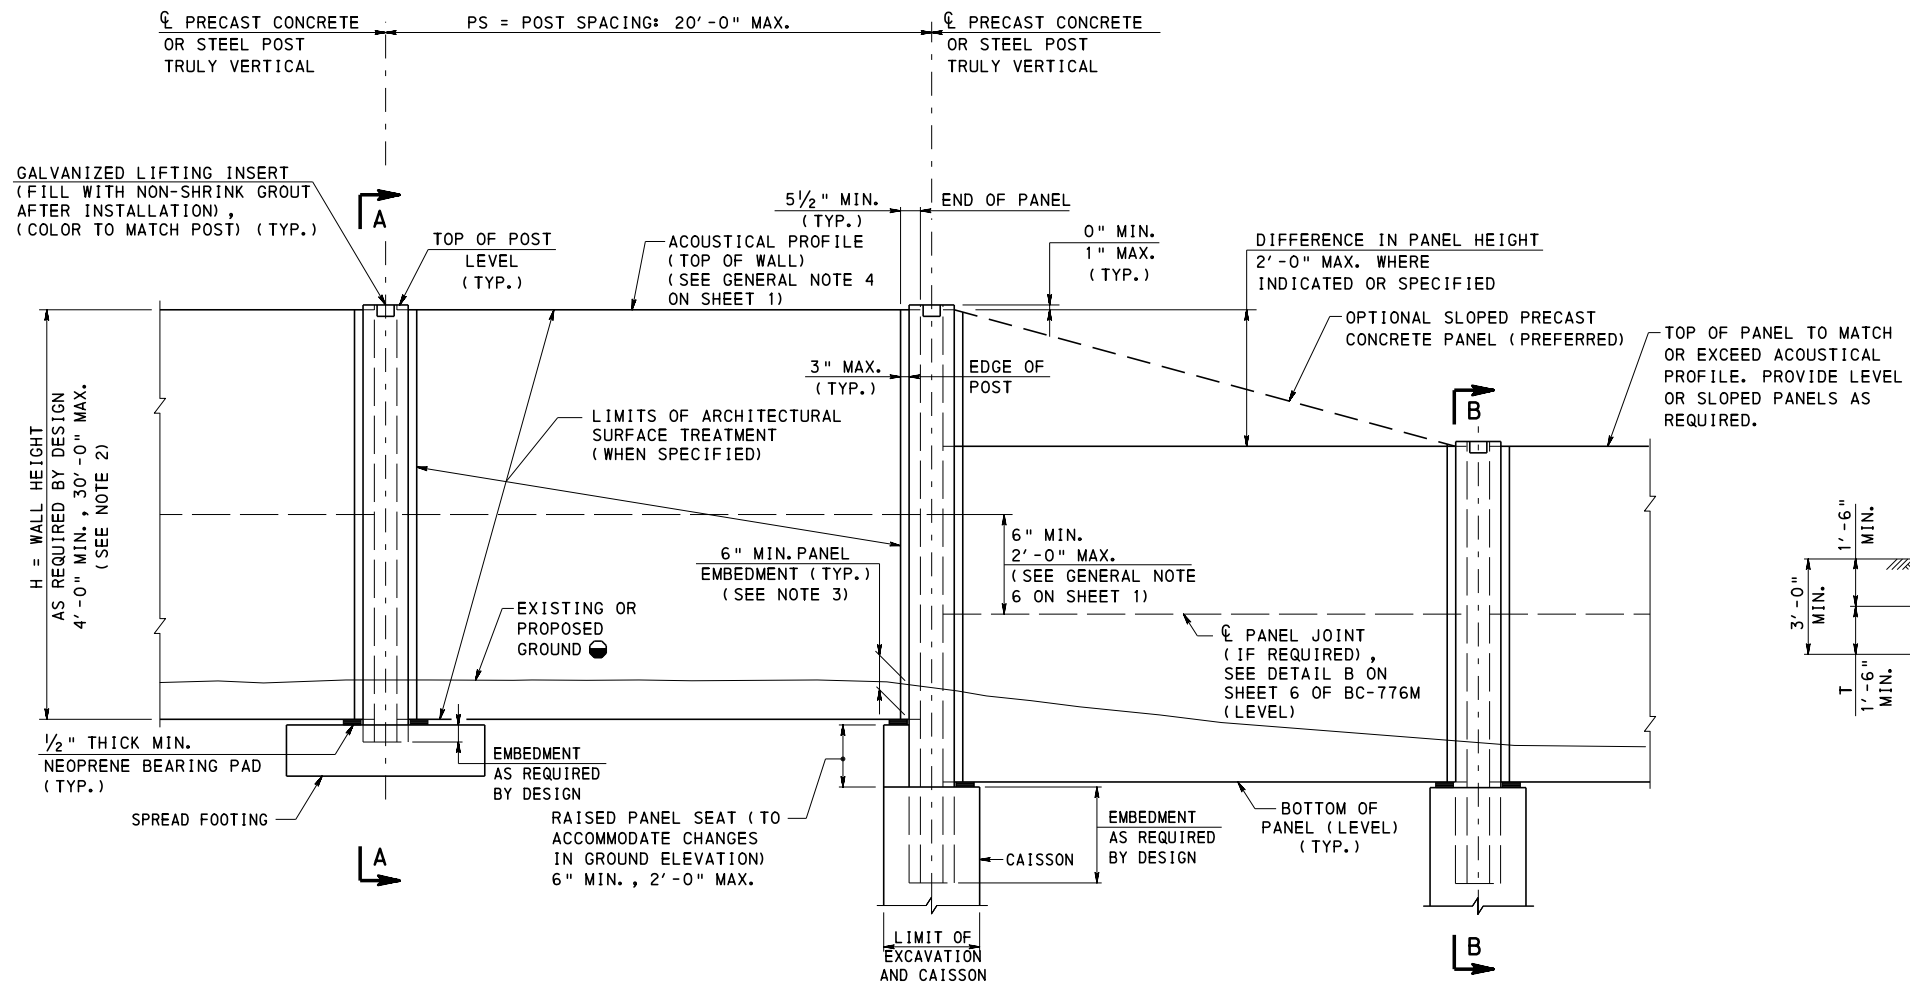 ℄ PRECAST CONCRETE
OR STEEL POST
TRULY VERTICAL
PS = POST SPACING: 20'-0" MAX.
℄ PRECAST CONCRETE
OR STEEL POST
TRULY VERTICAL
GALVANIZED LIFTING INSERT
(FILL WITH NON-SHRINK GROUT
AFTER INSTALLATION),
(COLOR TO MATCH POST) (TYP.)
A
TOP OF POST
LEVEL
(TYP.)
ACOUSTICAL PROFILE
(TOP OF WALL)
(SEE GENERAL NOTE 4
ON SHEET 1)
5½" MIN.
(TYP.)
END OF PANEL
0" MIN.
1" MAX.
(TYP.)
DIFFERENCE IN PANEL HEIGHT
2'-0" MAX. WHERE
INDICATED OR SPECIFIED
OPTIONAL SLOPED PRECAST
CONCRETE PANEL (PREFERRED)
TOP OF PANEL TO MATCH
OR EXCEED ACOUSTICAL
PROFILE. PROVIDE LEVEL
OR SLOPED PANELS AS
REQUIRED.
3" MAX.
(TYP.)
EDGE OF
POST
B
H = WALL HEIGHT
AS REQUIRED BY DESIGN
4'-0" MIN., 30'-0" MAX.
(SEE NOTE 2)
LIMITS OF ARCHITECTURAL
SURFACE TREATMENT
(WHEN SPECIFIED)
6" MIN. PANEL
EMBEDMENT (TYP.)
(SEE NOTE 3)
6" MIN.
2'-0" MAX.
(SEE GENERAL NOTE
6 ON SHEET 1)
EXISTING OR
PROPOSED
GROUND
℄ PANEL JOINT
(IF REQUIRED),
SEE DETAIL B ON
SHEET 6 OF BC-776M
(LEVEL)
1'-6"
MIN.
3'-0"
MIN.
T
1'-6"
MIN.
½" THICK MIN.
NEOPRENE BEARING PAD
(TYP.)
SPREAD FOOTING
EMBEDMENT
AS REQUIRED
BY DESIGN
RAISED PANEL SEAT (TO
ACCOMMODATE CHANGES
IN GROUND ELEVATION)
6" MIN., 2'-0" MAX.
CAISSON
EMBEDMENT
AS REQUIRED
BY DESIGN
BOTTOM OF
PANEL (LEVEL)
(TYP.)
A
LIMIT OF
EXCAVATION
AND CAISSON
B